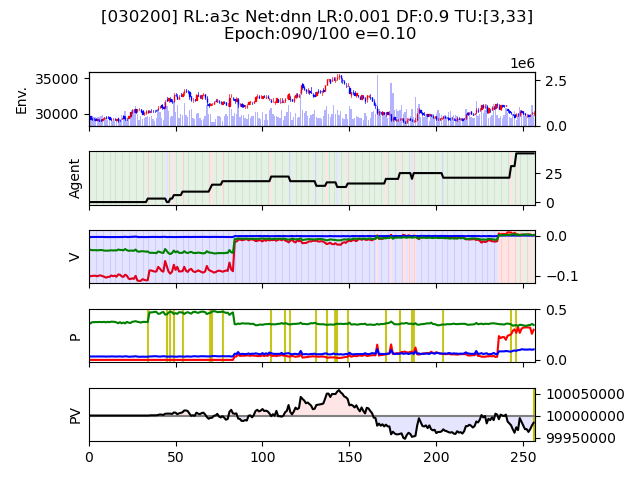 [030200] RL:a3c Net:dnn LR:0.001 DF:0.9 TU:[3,33]
Epoch:090/100 e=0.10
1e6
Env.
35000
30000
2.5
0.0
Agent
25
0
V
0.0
−0.1
P
0.5
0.0
PV
100050000
100000000
99950000
0 50 100 150 200 250